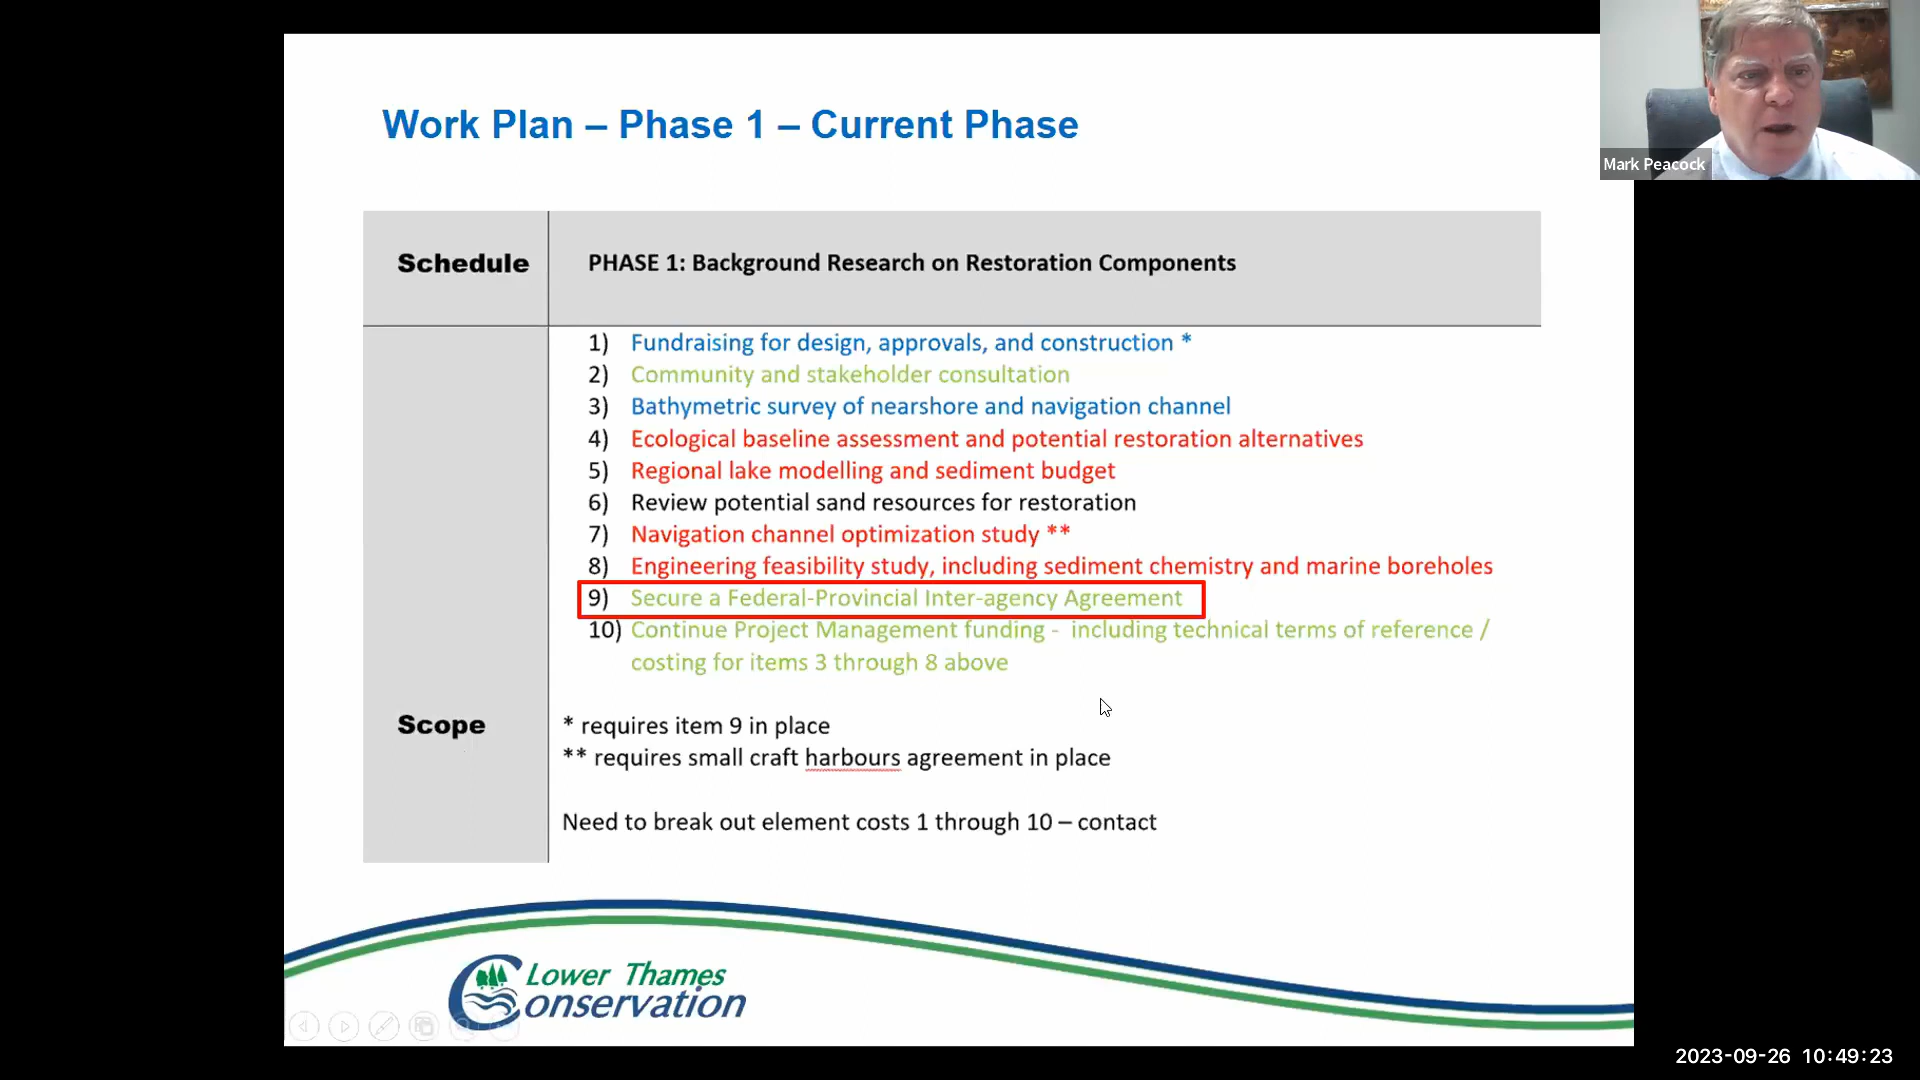 Work Plan – Phase 1 – Current Phase
Mark Peacock
Schedule
PHASE 1: Background Research on Restoration Components
1) Fundraising for design, approvals, and construction *
2) Community and stakeholder consultation
3) Bathymetric survey of nearshore and navigation channel
4) Ecological baseline assessment and potential restoration alternatives
5) Regional lake modelling and sediment budget
6) Review potential sand resources for restoration
7) Navigation channel optimization study **
8) Engineering feasibility study, including sediment chemistry and marine boreholes
9) Secure a Federal-Provincial Inter-agency Agreement
10) Continue Project Management funding - including technical terms of reference /
costing for items 3 through 8 above
Scope
* requires item 9 in place
** requires small craft harbours agreement in place
Need to break out element costs 1 through 10 – contact
Lower Thames
Conservation
2023-09-26 10:49:23